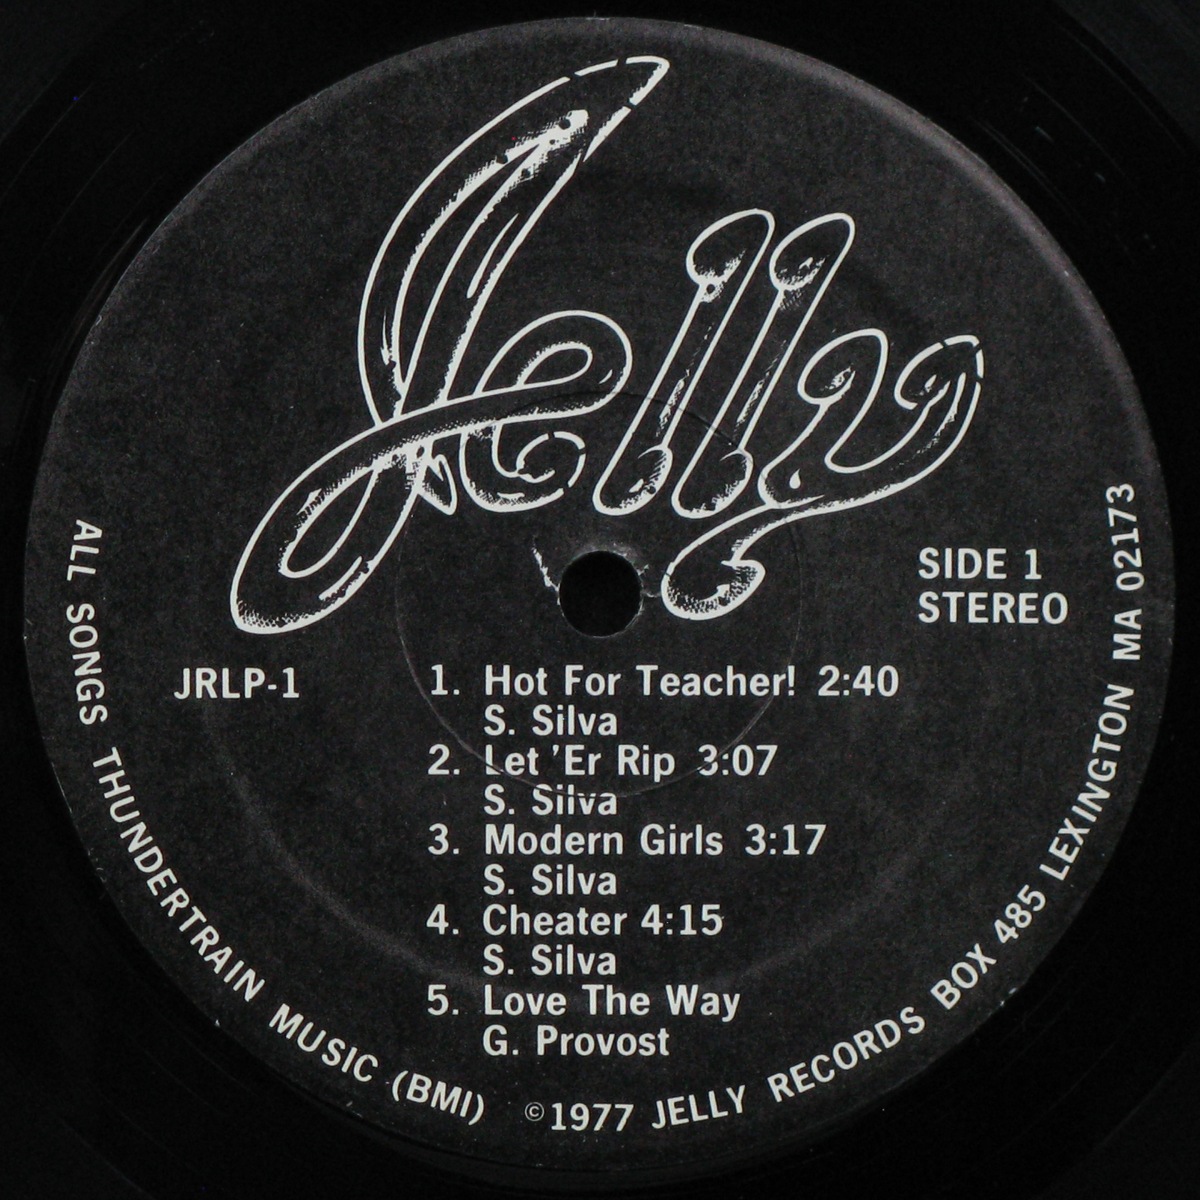 Jelly
SIDE 1
STEREO
JRLP-1
1. Hot For Teacher! 2:40
S. Silva
2. Let 'Er Rip 3:07
S. Silva
3. Modern Girls 3:17
S. Silva
4. Cheater 4:15
S. Silva
5. Love The Way
G. Provost
ALL SONGS THUNDERTRAIN MUSIC (BMI) ©1977 JELLY RECORDS BOX 485 LEXINGTON MA 02173